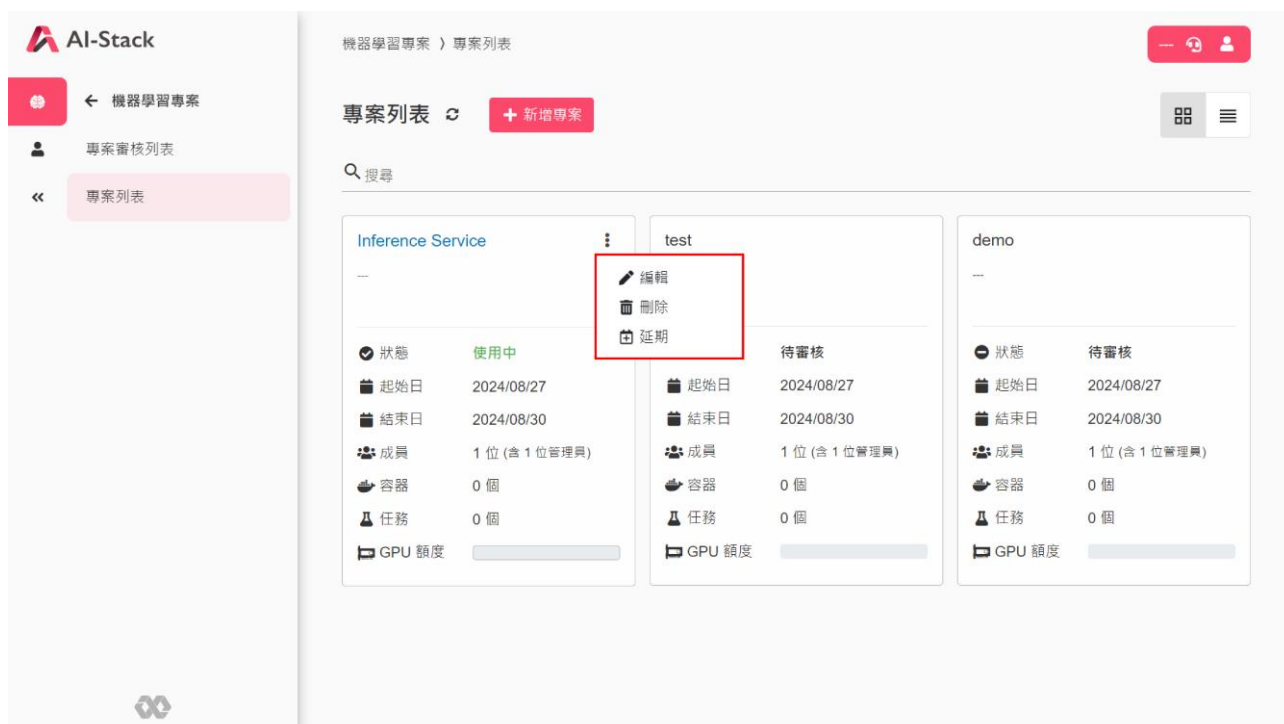 AI-Stack
機器學習專案
專案審核列表
專案列表
機器學習專案 〉專案列表
---
專案列表
新增專案
搜尋
Inference Service
---
編輯
刪除
延期
狀態 使用中
起始日 2024/08/27
結束日 2024/08/30
成員 1 位 (含 1 位管理員)
容器 0 個
任務 0 個
GPU 額度
test
待審核
起始日 2024/08/27
結束日 2024/08/30
成員 1 位 (含 1 位管理員)
容器 0 個
任務 0 個
GPU 額度
demo
---
狀態 待審核
起始日 2024/08/27
結束日 2024/08/30
成員 1 位 (含 1 位管理員)
容器 0 個
任務 0 個
GPU 額度